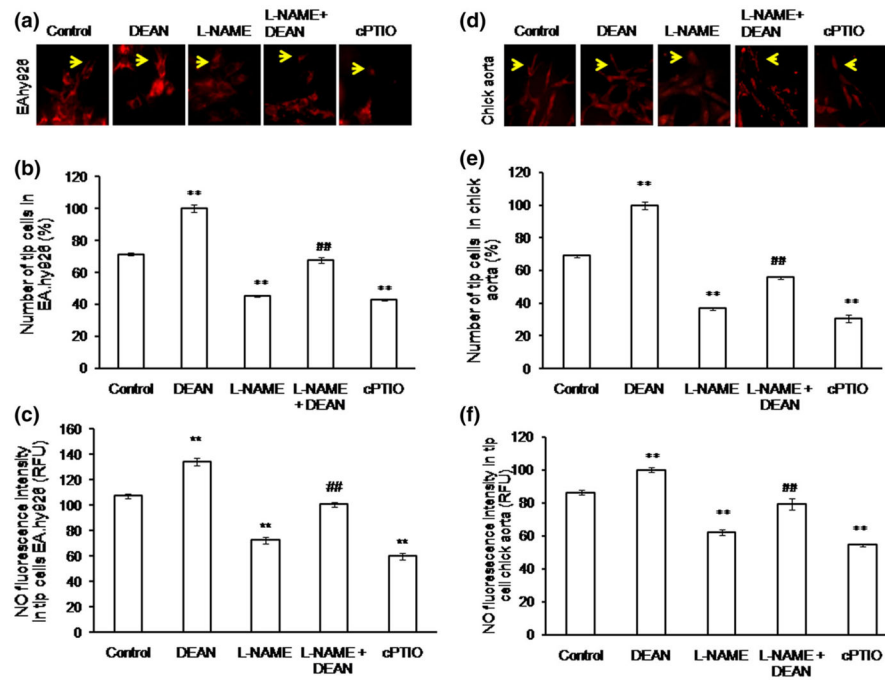 (a)
Control
DEAN
L-NAME
L-NAME+
DEAN
cPTIO
EAhy926
(b)
Number of tip cells in
EA.hy926 (%)
120
100
80
60
40
20
0
**
**
##
**
Control
DEAN
L-NAME
L-NAME
+ DEAN
cPTIO
(c)
NO fluorescence intensity
in tip cells EA.hy926 (RFU)
160
140
120
100
80
60
40
20
0
**
**
##
**
Control
DEAN
L-NAME
L-NAME +
DEAN
cPTIO
(d)
Control
DEAN
L-NAME
L-NAME+
DEAN
cPTIO
Chick aorta
(e)
Number of tip cells in chick
aorta (%)
120
100
80
60
40
20
0
**
**
##
**
Control
DEAN
L-NAME
L-NAME +
DEAN
cPTIO
(f)
NO fluoresecence intensity in tip
cell chick aorta (RFU)
120
100
80
60
40
20
0
**
**
##
**
Control
DEAN
L-NAME
L-NAME +
DEAN
cPTIO